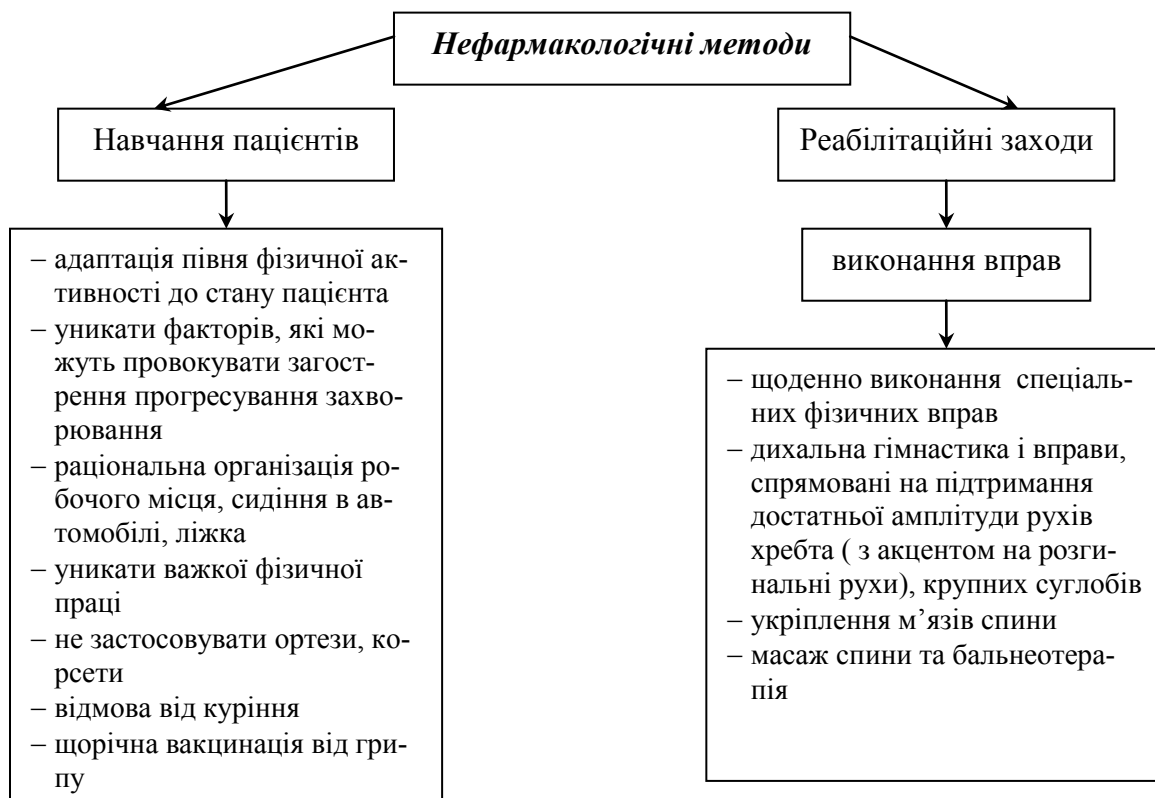 Нефармакологічні методи
Навчання пацієнтів
– адаптація півня фізичної ак-
тивності до стану пацієнта
– уникати факторів, які мо-
жуть провокувати загост-
рення прогресування захво-
рювання
– раціональна організація ро-
бочого місця, сидіння в ав-
томобілі, ліжка
– уникати важкої фізичної
праці
– не застосовувати ортези, ко-
рсети
– відмова від куріння
– щорічна вакцинація від гри-
пу
Реабілітаційні заходи
виконання вправ
– щоденно виконання спеціаль-
них фізичних вправ
– дихальна гімнастика і вправи,
спрямовані на підтримання
достатньої амплітуди рухів
хребта ( з акцентом на розги-
нальні рухи), крупних суглобів
– укріплення м’язів спини
– масаж спини та бальнеотера-
пія